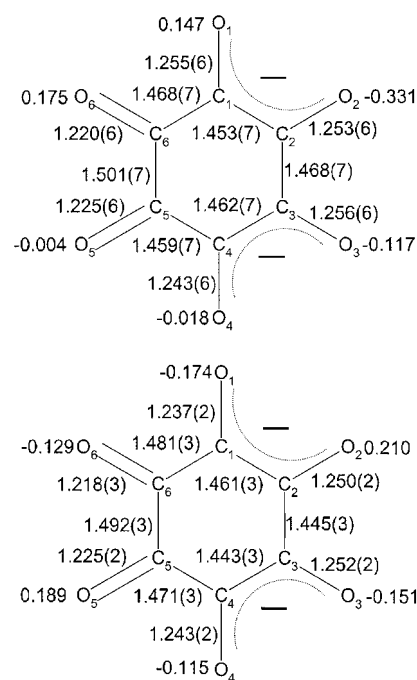 0.147 O1
1.255(6)
0.175 O6 1.468(7) C1 O2 -0.331
1.220(6) C6 1.453(7) C2 1.253(6)
1.501(7) 1.468(7)
1.225(6) C5 1.462(7) C3 1.256(6)
-0.004 O5 1.459(7) C4 O3 -0.117
1.243(6)
-0.018 O4
-0.174 O1
1.237(2)
-0.129 O6 1.481(3) C1 O2 0.210
1.218(3) C6 1.461(3) C2 1.250(2)
1.492(3) 1.445(3)
1.225(2) C5 1.443(3) C3 1.252(2)
0.189 O5 1.471(3) C4 O3 -0.151
1.243(2)
-0.115 O4